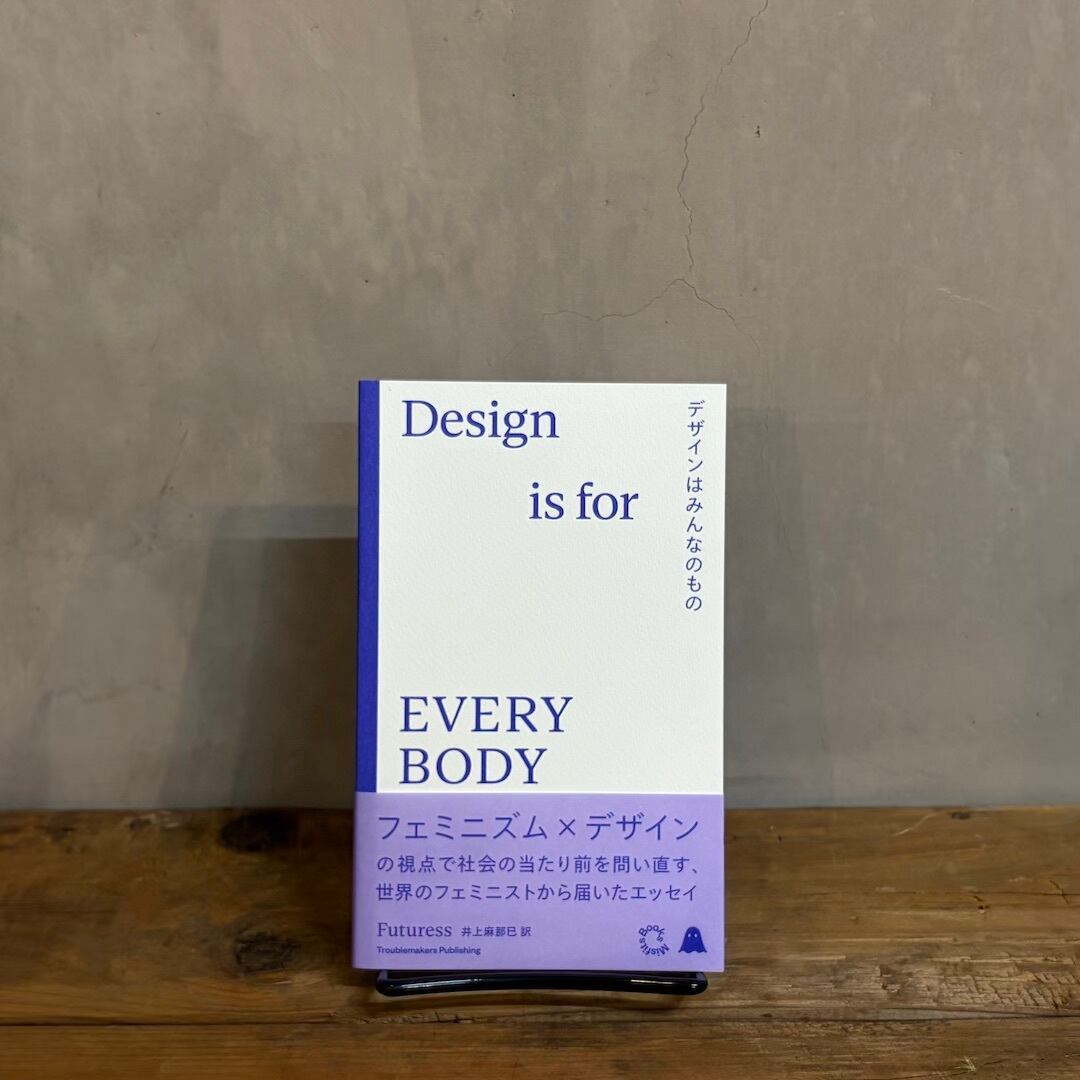 Design
is for
EVERY
BODY
デザインはみんなのもの
フェミニズム×デザイン
の視点で社会の当たり前を問い直す、
世界のフェミニストから届いたエッセイ
Futuress 井上麻那巳 訳
Troublemakers Publishing
Misfits Books